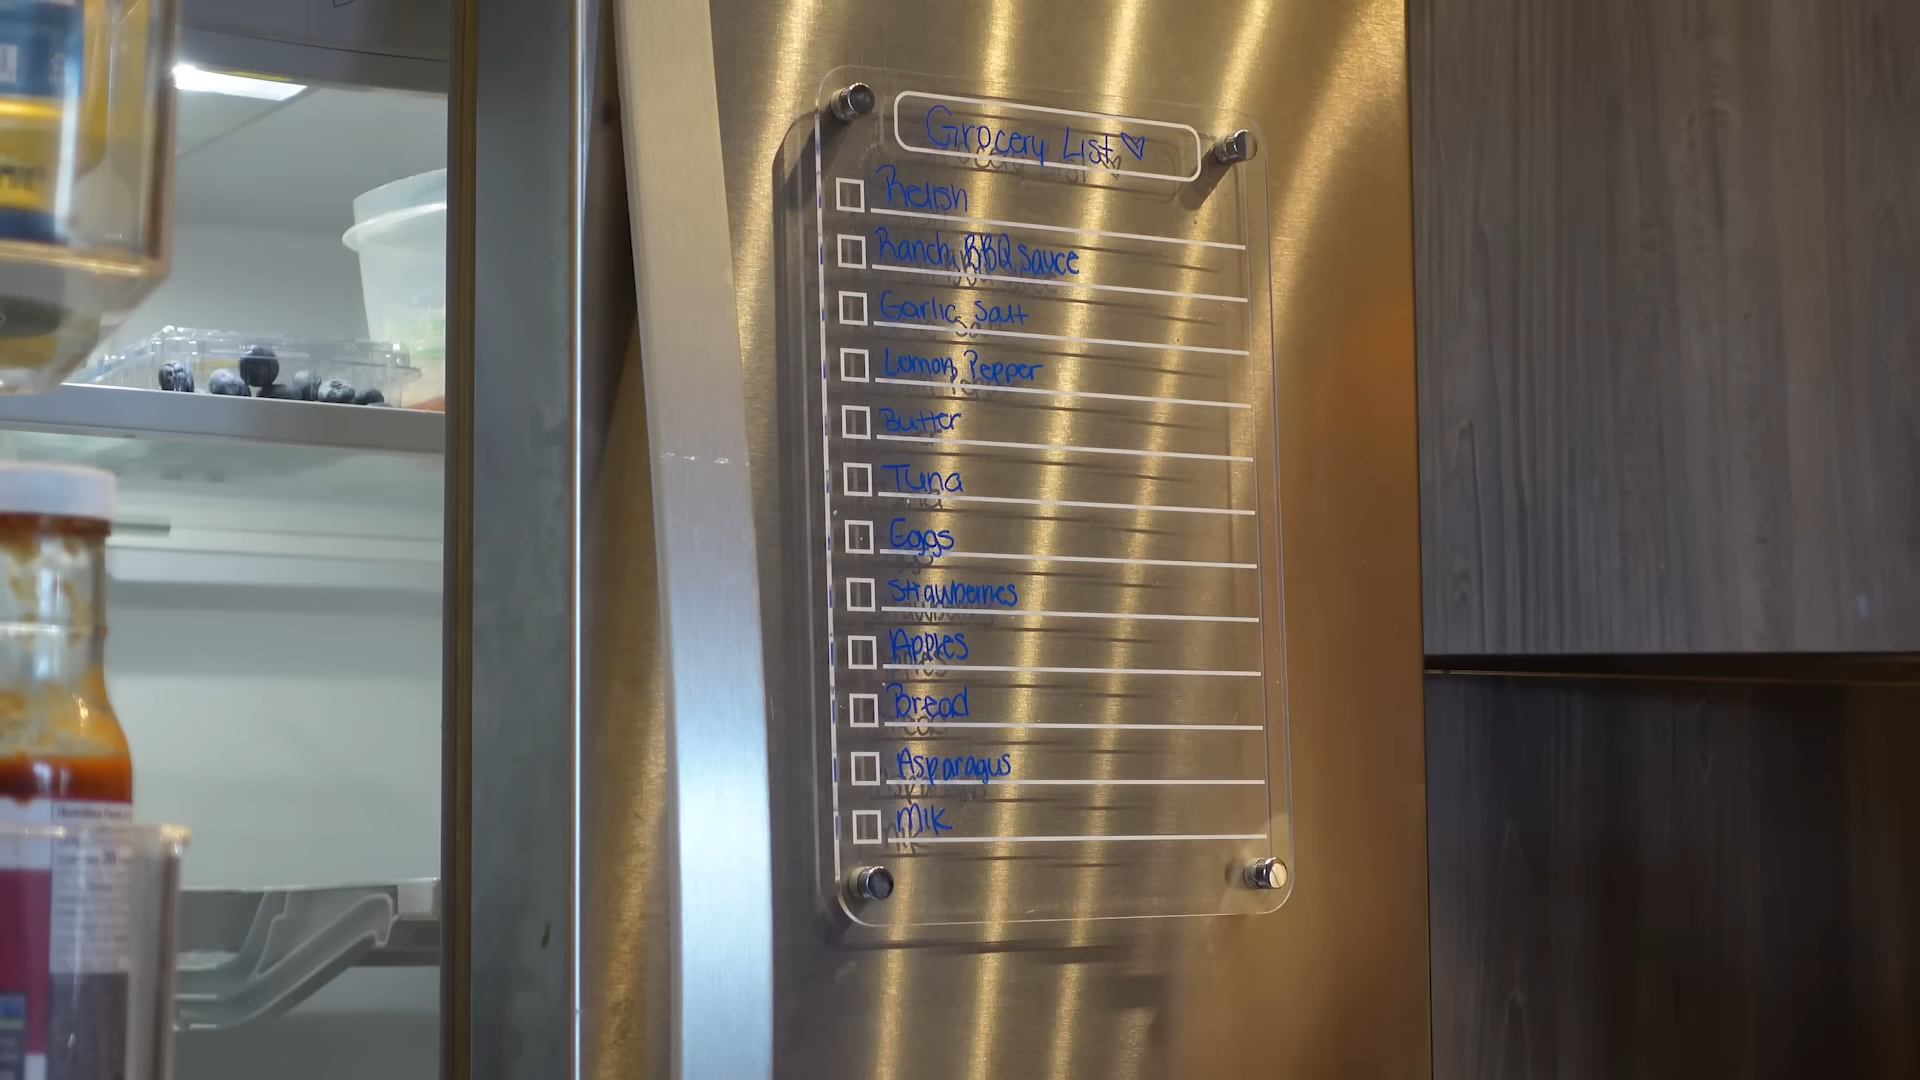 Grocery List
Relish
Ranch, BBQ Sauce
Garlic Salt
Lemon Pepper
Butter
Tuna
Eggs
Strawberries
Apples
Bread
Asparagus
Milk